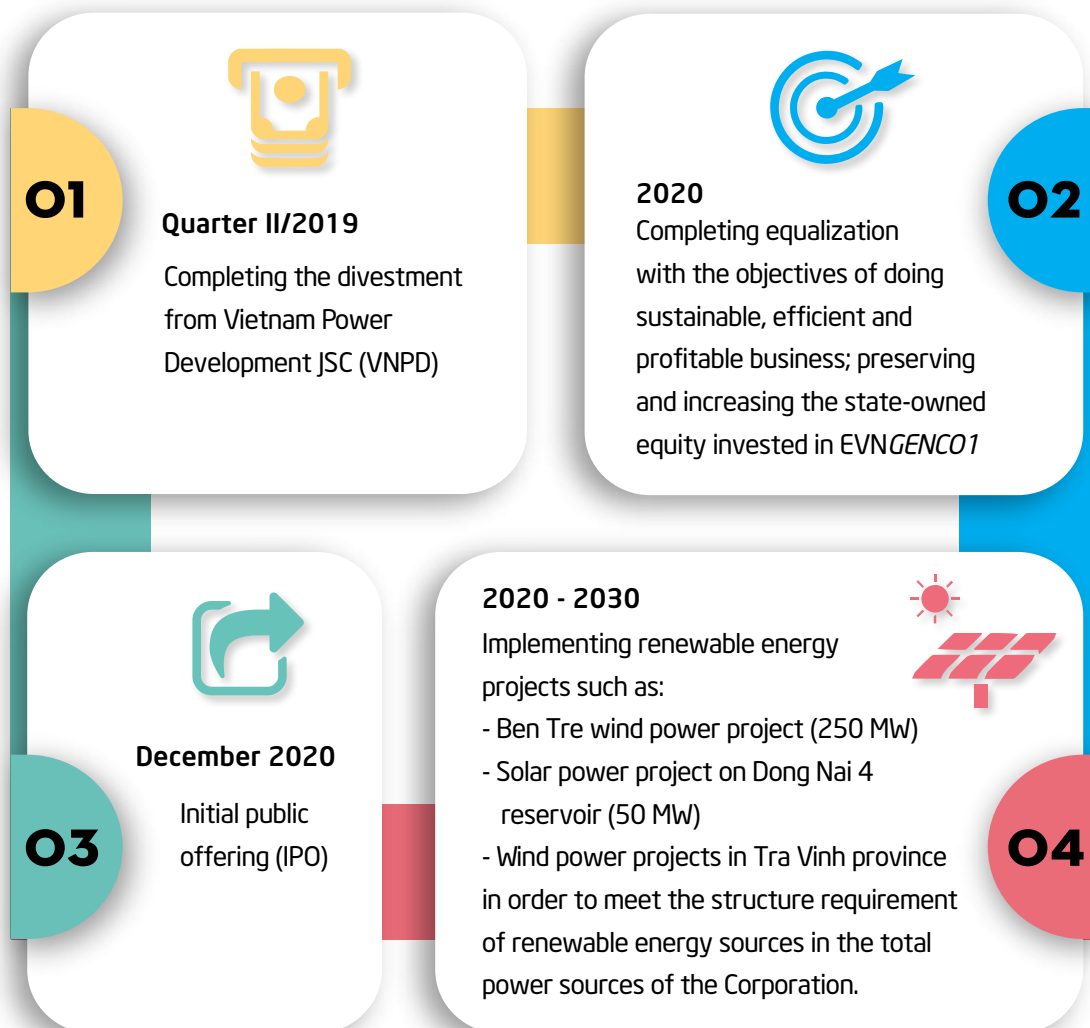 01
Quarter II/2019
Completing the divestment
from Vietnam Power
Development JSC (VNPD)
02
2020
Completing equalization
with the objectives of doing
sustainable, efficient and
profitable business; preserving
and increasing the state-owned
equity invested in EVNGENCO1
03
December 2020
Initial public
offering (IPO)
04
2020 - 2030
Implementing renewable energy
projects such as:
- Ben Tre wind power project (250 MW)
- Solar power project on Dong Nai 4
reservoir (50 MW)
- Wind power projects in Tra Vinh province
in order to meet the structure requirement
of renewable energy sources in the total
power sources of the Corporation.